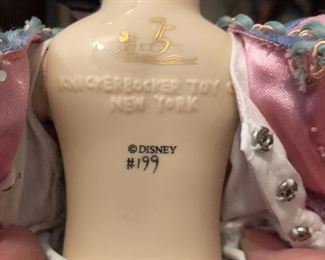 75
KNICKERBOCKER TOY C
NEW YORK
© DISNEY
#199